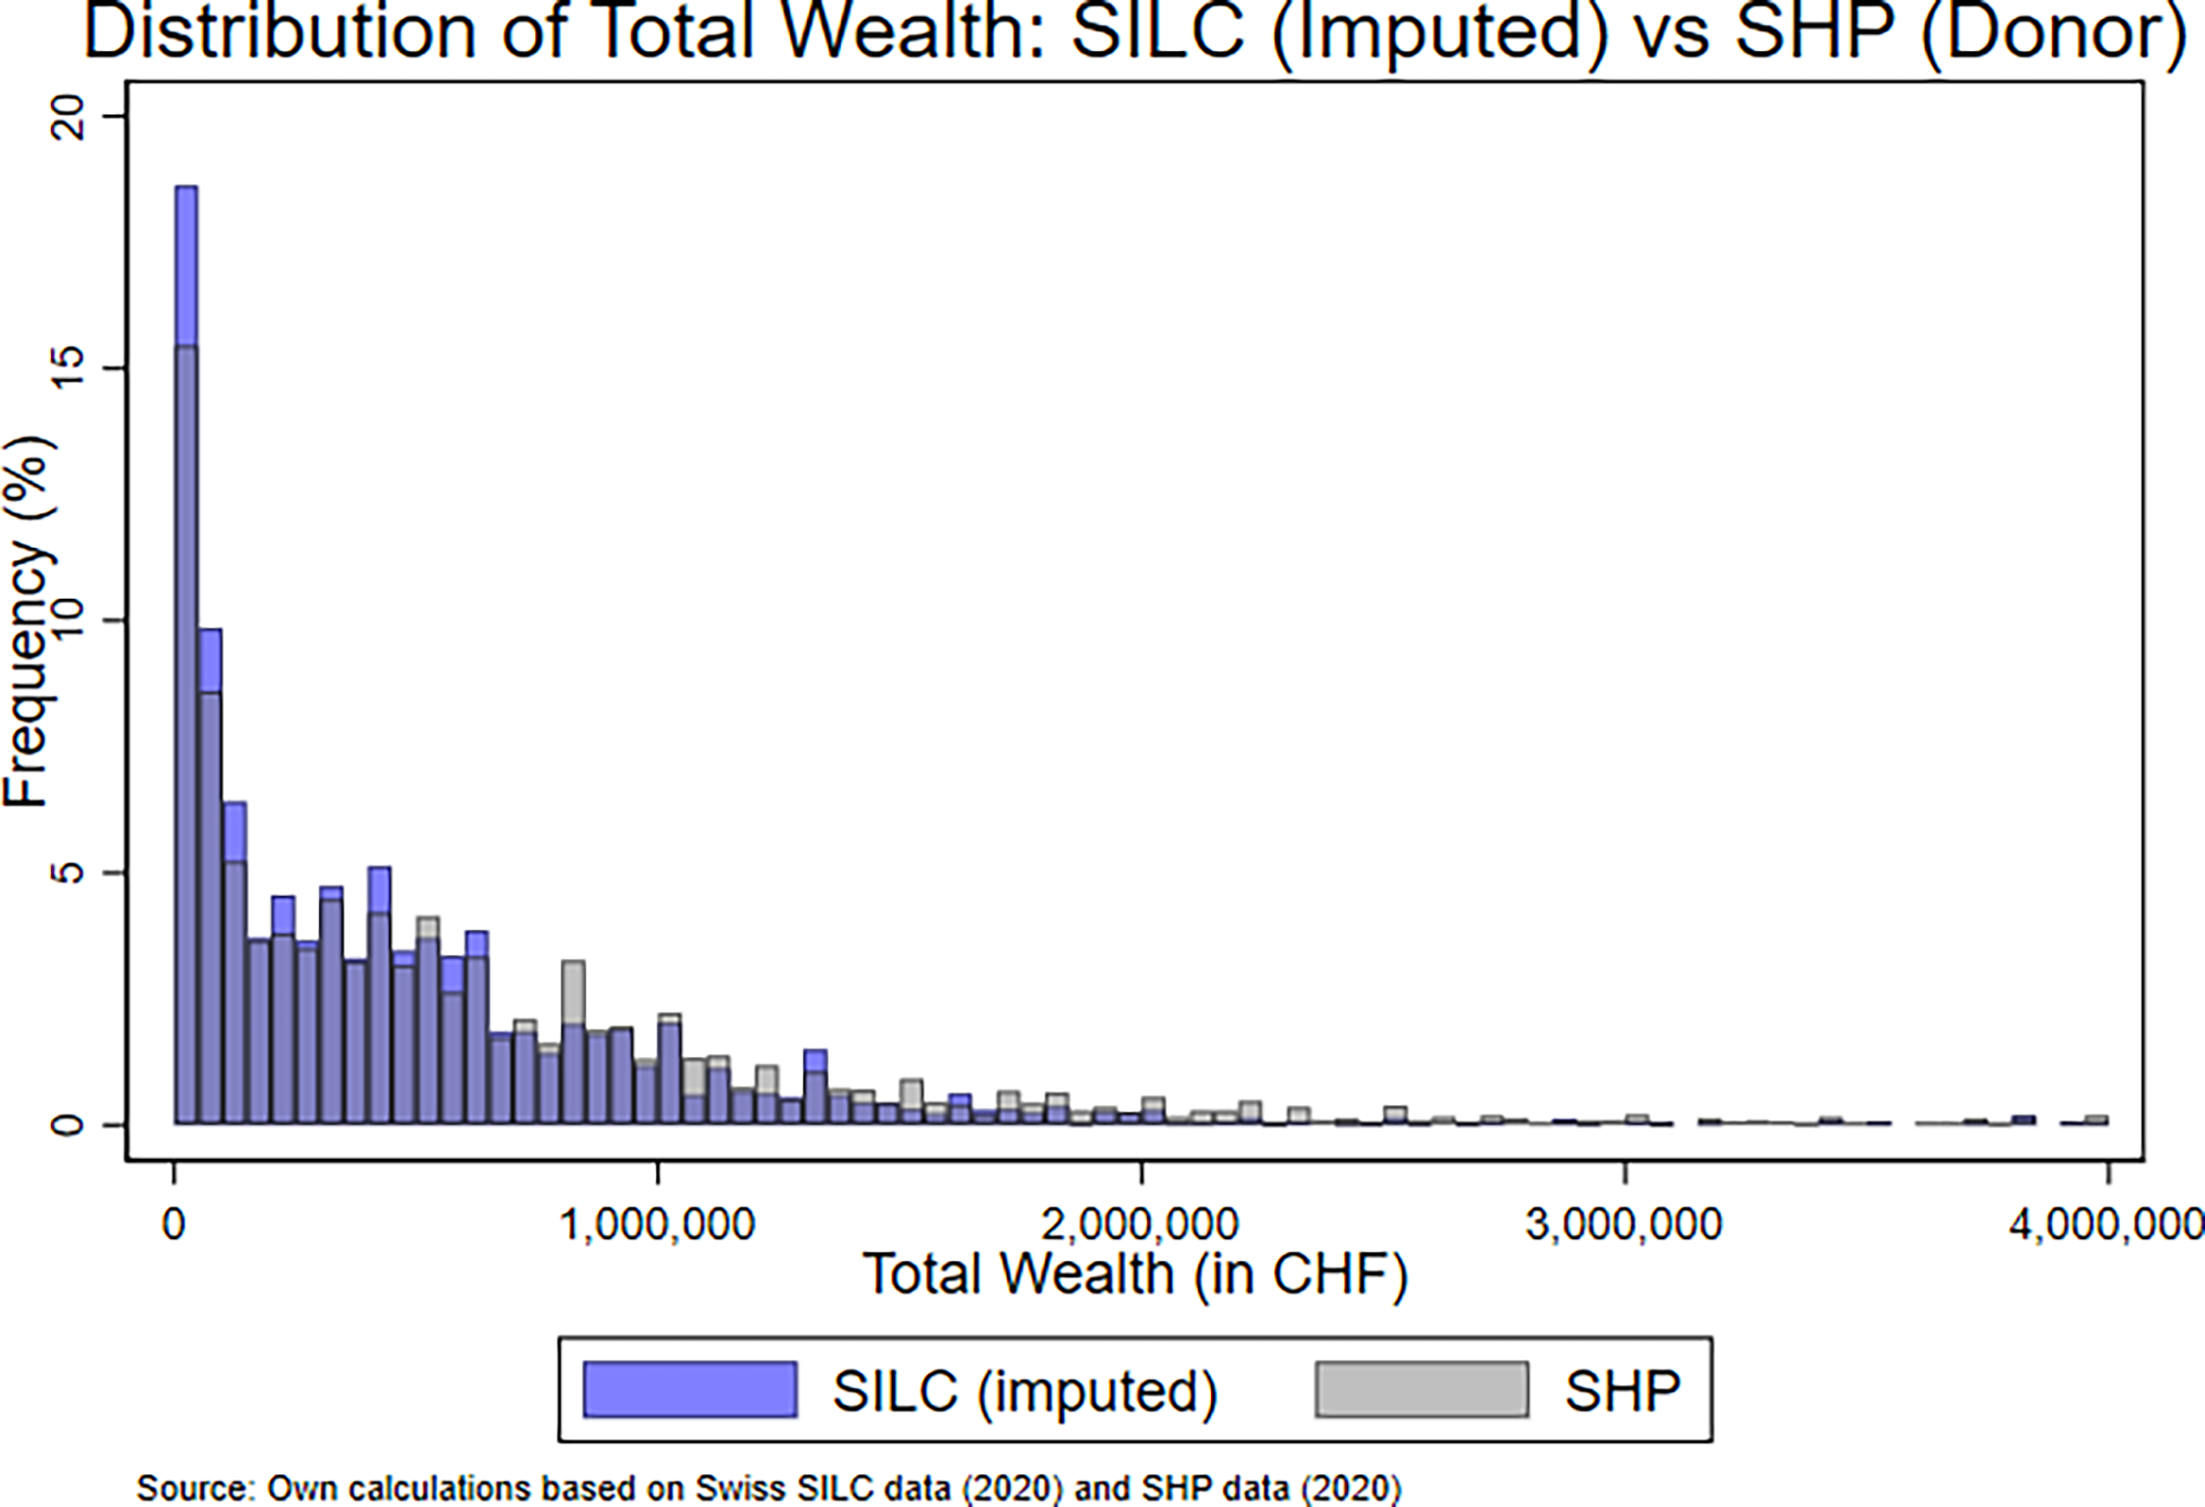 Distribution of Total Wealth: SILC (Imputed) vs SHP (Donor)
Frequency (%)
20
15
10
5
0
0 1,000,000 2,000,000 3,000,000 4,000,000
Total Wealth (in CHF)
SILC (imputed) SHP
Source: Own calculations based on Swiss SILC data (2020) and SHP data (2020)